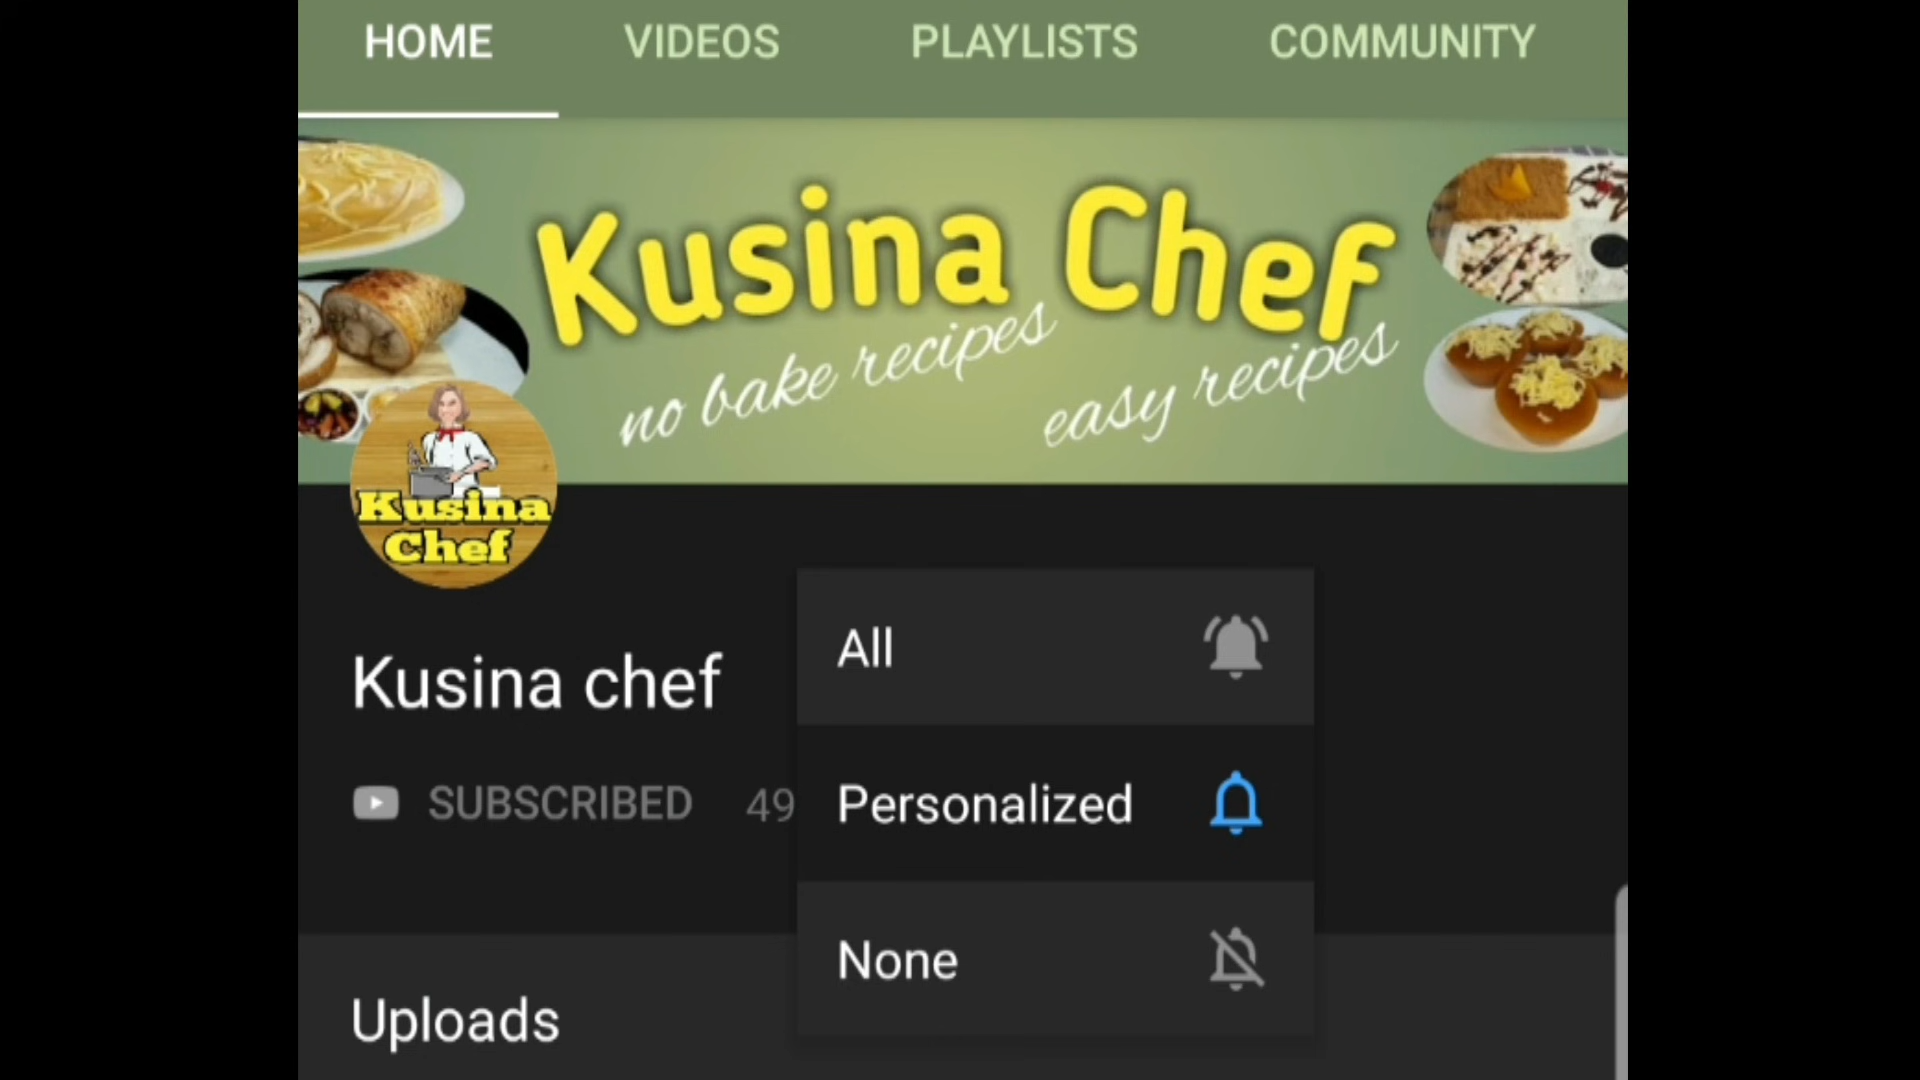 HOME VIDEOS PLAYLISTS COMMUNITY
Kusina Chef
no bake recipes
easy recipes
Kusina
Chef
Kusina chef
SUBSCRIBED 49
All
Personalized
None
Uploads